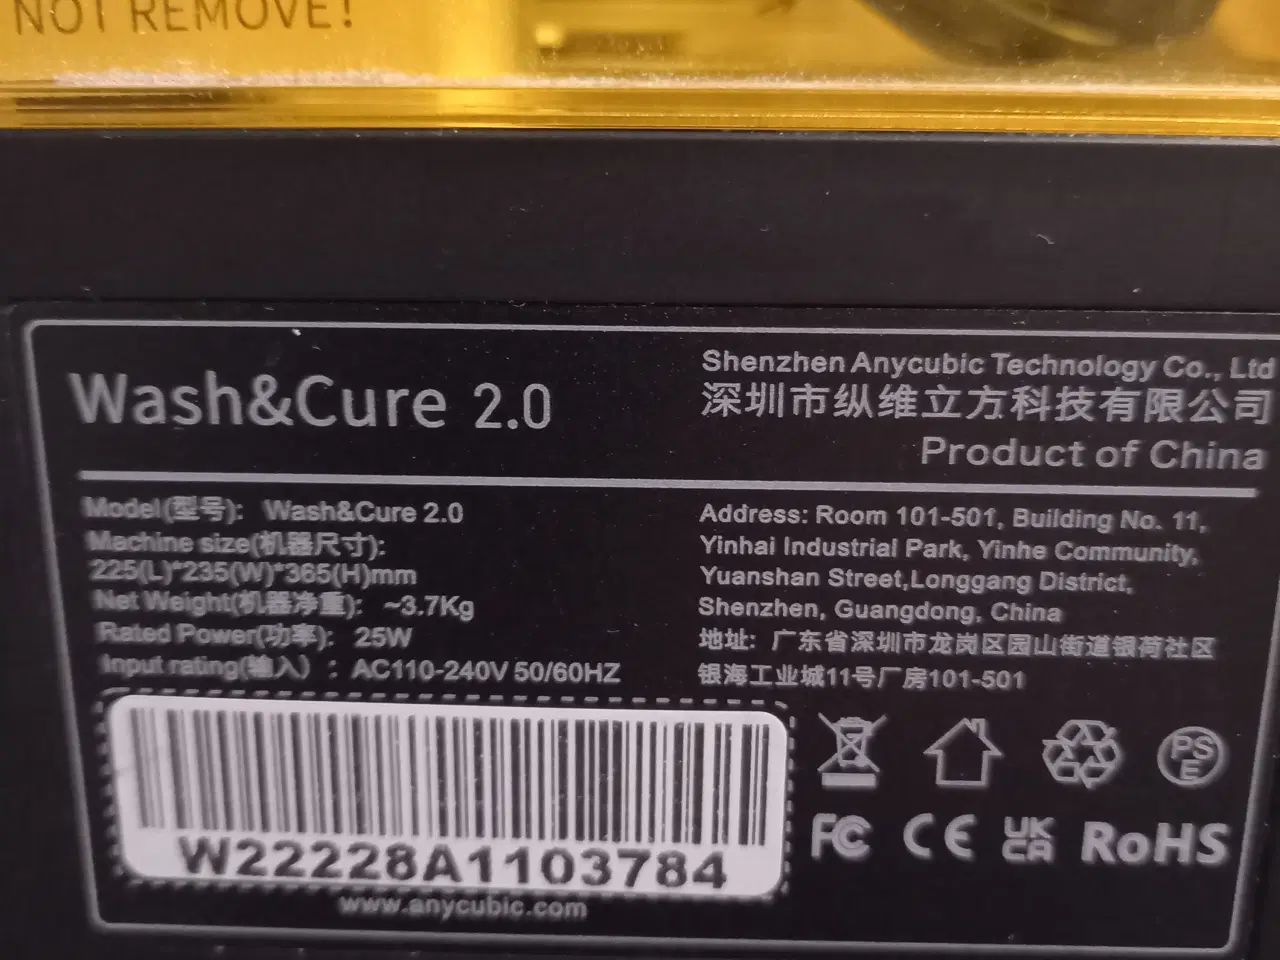 NOT REMOVE!
Wash&Cure 2.0
Shenzhen Anycubic Technology Co., Ltd
深圳市纵维立方科技有限公司
Product of China
Model(型号): Wash&Cure 2.0
Machine size(机器尺寸):
225(L)*235(W)*365(H)mm
Net Weight(机器净重): ~3.7Kg
Rated Power(功率): 25W
Input rating(输入）: AC110-240V 50/60HZ
Address: Room 101-501, Building No. 11,
Yinhai Industrial Park, Yinhe Community,
Yuanshan Street,Longgang District,
Shenzhen, Guangdong, China
地址: 广东省深圳市龙岗区园山街道银荷社区
银海工业城11号厂房101-501
W22228A1103784
www.anycubic.com
PS
E
FC CE UK
CA RoHS